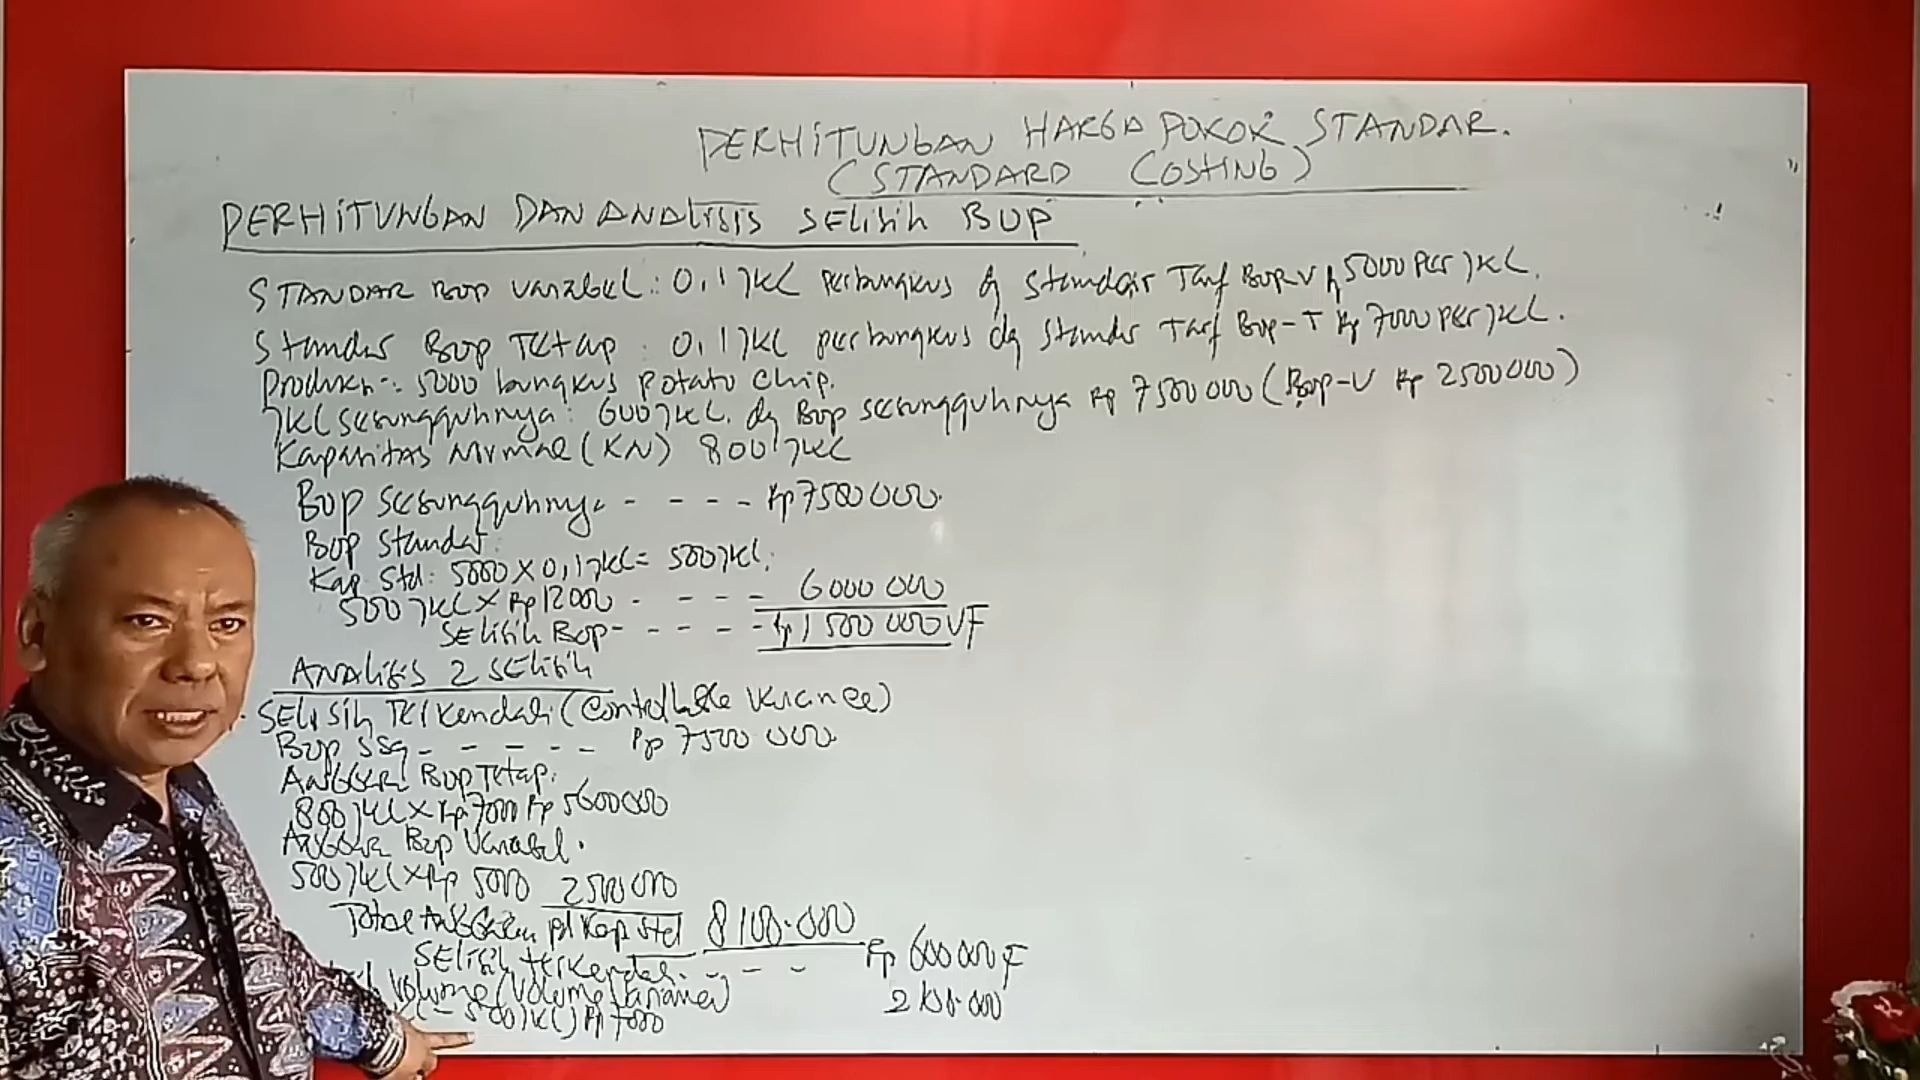 PERHITUNGAN HARGA POKOK STANDAR.
(STANDARD COSTING)
PERHITUNGAN DAN ANALISIS SELISIH BOP
STANDAR BOP VARIABEL : 0,1 JKL perbungkus dg standar Tarif BOP-V Rp 5000 per JKL.
Standar BOP Tetap : 0,1 JKL perbungkus dg standar Tarif BOP-T Rp 7000 per JKL.
Produksi : 5000 bungkus potato chip.
JKL sesungguhnya : 600 JKL dg BOP sesungguhnya Rp 7500 000 (BOP-V Rp 2500 000)
Kapasitas Normal (KN) 800 JKL
BOP sesungguhnya - - - - Rp 7500 000
BOP standar:
Kap. Std: 5000 X 0,1 JKL = 500 JKL.
500 JKL X Rp 12000 - - - - 6000 000
SELISIH BOP - - - - - Rp 1 500 000 UF
ANALISIS 2 SELISIH
SELISIH TERKENDALI (Controllable Variance)
BOP SSG - - - - - Rp 7500 000
ANGGARAN BOP Tetap:
800 JKL X Rp 7000 Rp 5600000
ANGGARAN BOP Variabel.
500 JKL X Rp 5000 2500 000
Total Anggaran pd Kap Std 8 100.000
SELISIH terkendali. - - - Rp 600 000 F
Volume (Volume Variance) 2 100.000
- 500 JKL) Rp 7000